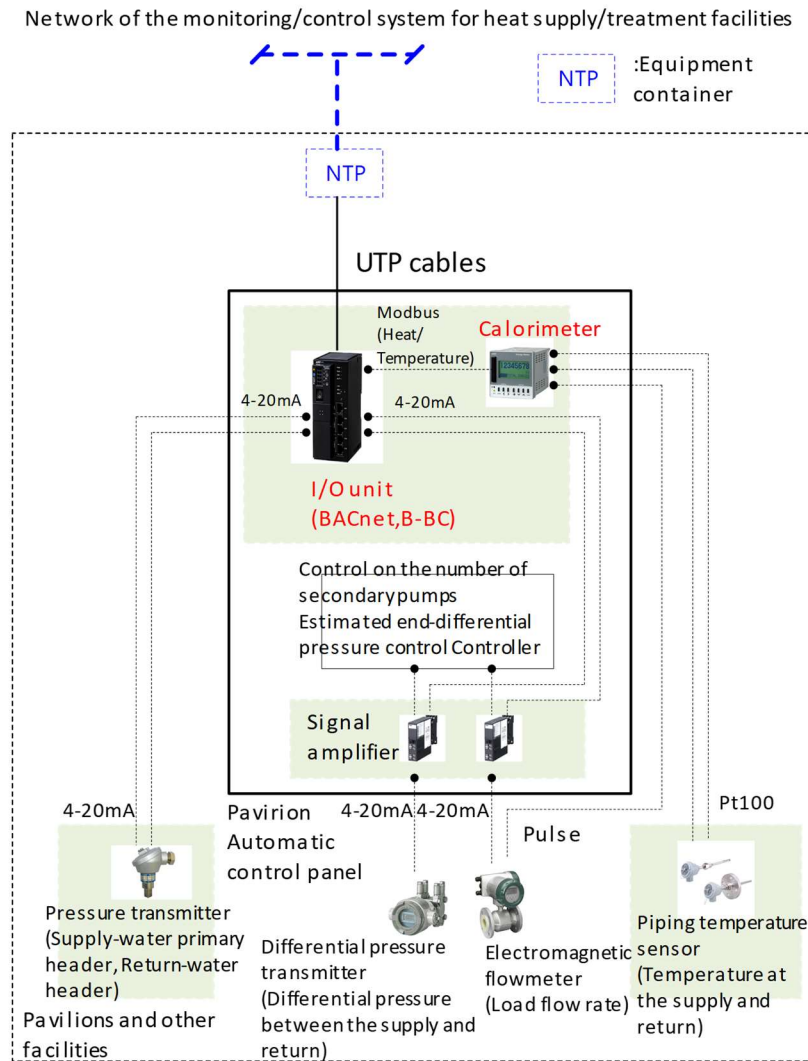 Network of the monitoring/control system for heat supply/treatment facilities
NTP
:Equipment
container
NTP
UTP cables
Modbus
(Heat/
Temperature)
Calorimeter
12345678
4-20mA
4-20mA
I/O unit
(BACnet,B-BC)
Control on the number of
secondary pumps
Estimated end-differential
pressure control Controller
Signal
amplifier
4-20mA
Pavirion
Automatic
control panel
4-20mA
4-20mA
Pulse
Pt100
Pressure transmitter
(Supply-water primary
header, Return-water
header)
Differential pressure
transmitter
(Differential pressure
between the supply and
return)
Electromagnetic
flowmeter
(Load flow rate)
Piping temperature
sensor
(Temperature at
the supply and
return)
Pavilions and other
facilities